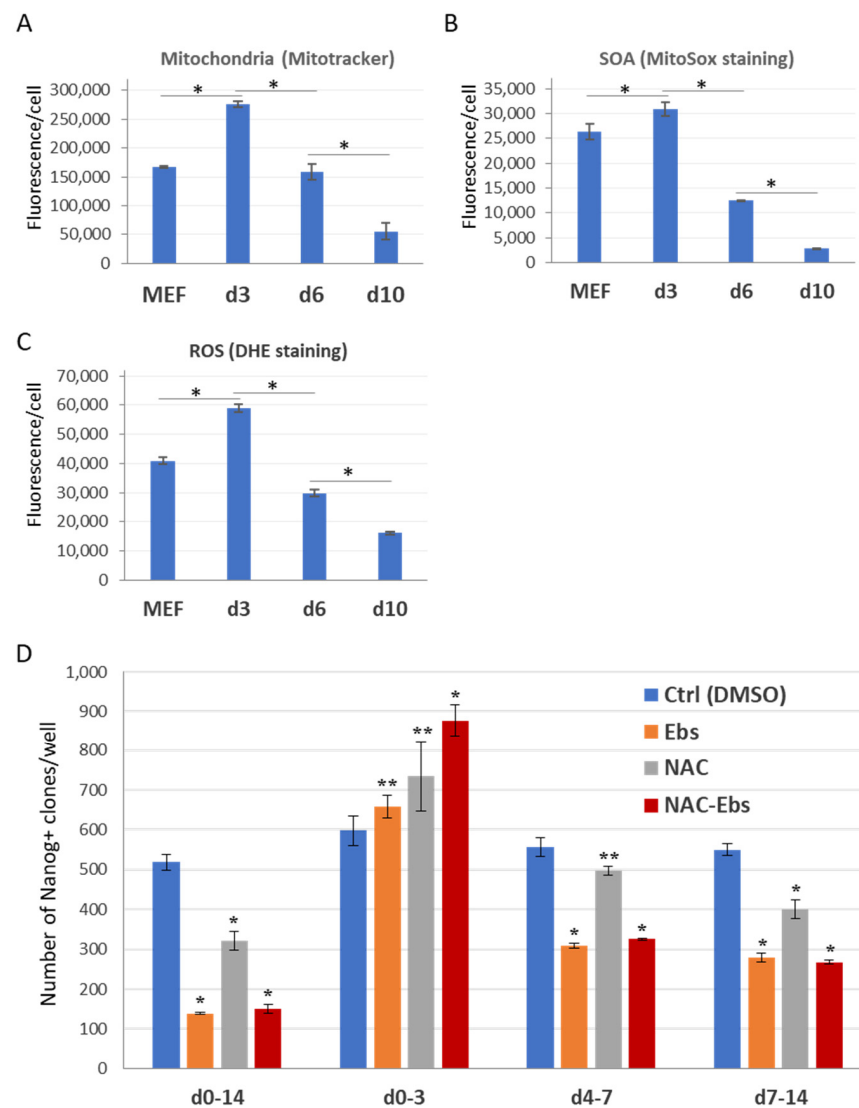 A
Mitochondria (Mitotracker)
Fluorescence/cell
300,000
250,000
200,000
150,000
100,000
50,000
0
* * *
MEF d3 d6 d10
B
SOA (MitoSox staining)
Fluorescence/cell
35,000
30,000
25,000
20,000
15,000
10,000
5,000
0
* * *
MEF d3 d6 d10
C
ROS (DHE staining)
Fluorescence/cell
70,000
60,000
50,000
40,000
30,000
20,000
10,000
0
* * *
MEF d3 d6 d10
D
Number of Nanog+ clones/well
1,000
900
800
700
600
500
400
300
200
100
0
* * *
** ** *
* ** *
* * *
Ctrl (DMSO)
Ebs
NAC
NAC-Ebs
d0-14 d0-3 d4-7 d7-14